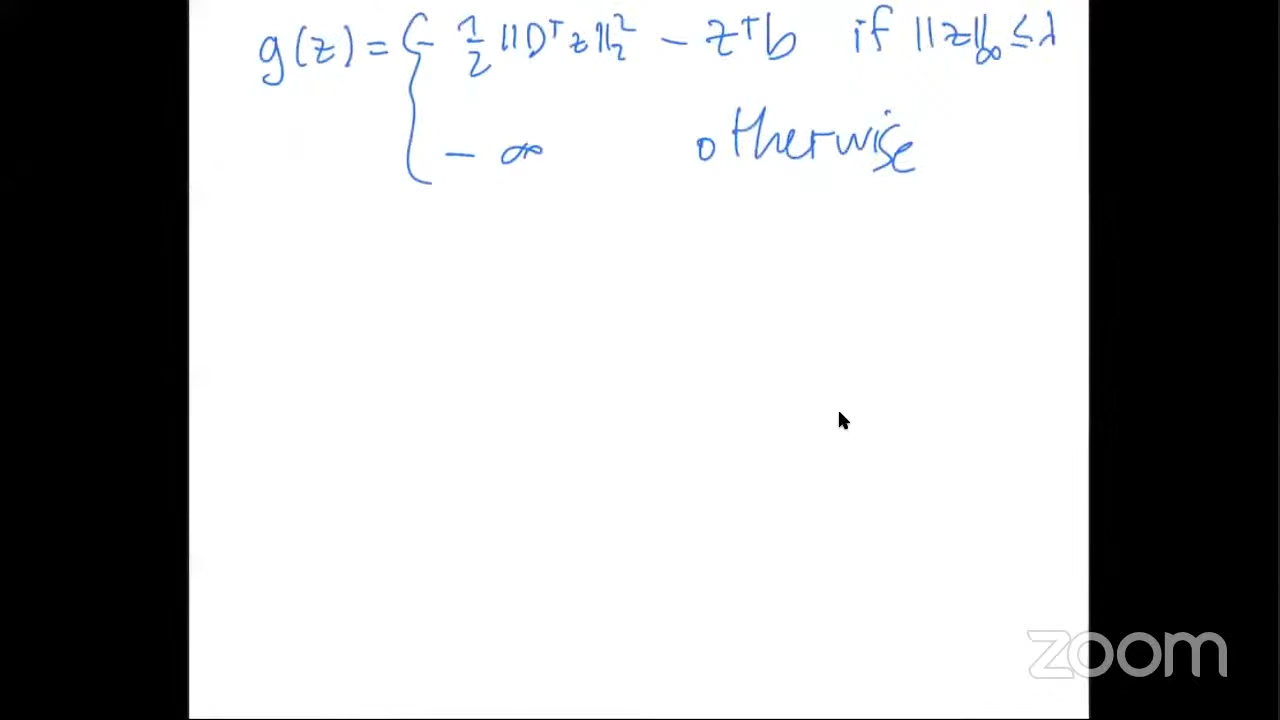 g(z) = { - 1/2 ||Dᵀz||₂² - zᵀb if ||z||∞ ≤ λ
- ∞ otherwise
zoom